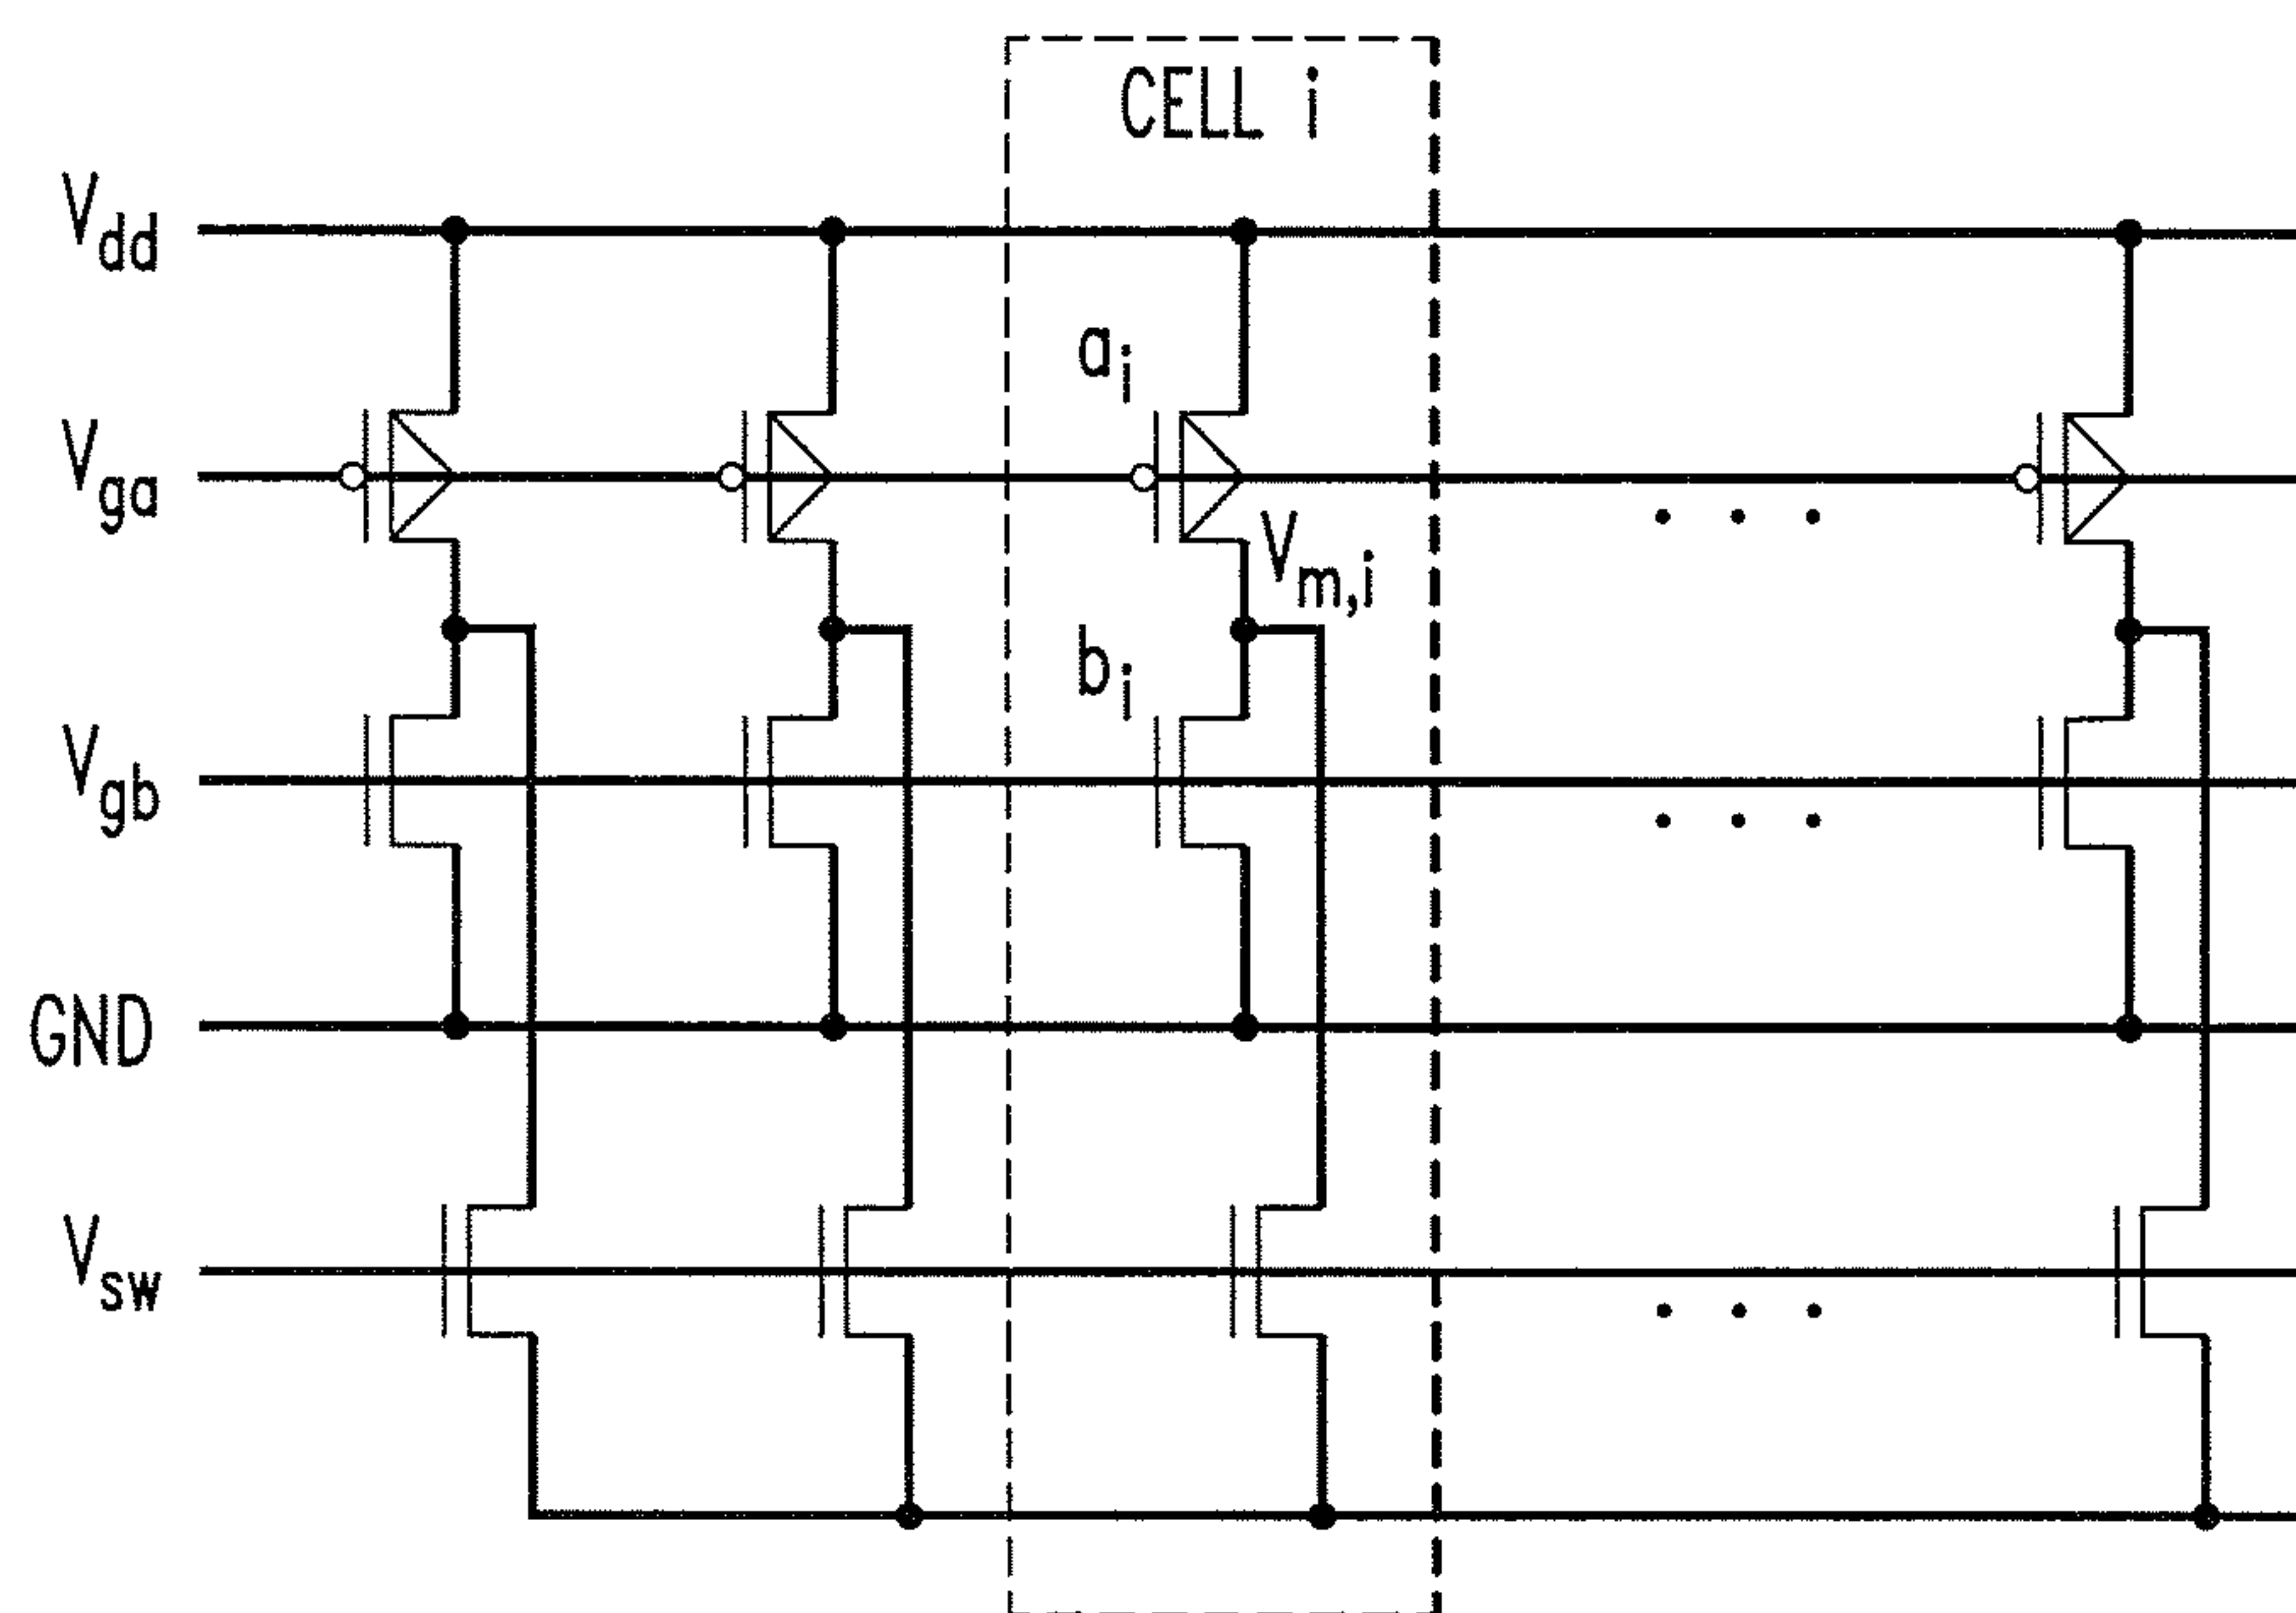 CELL i
Vdd
ai
Vga
Vm,i
bi
Vgb
GND
Vsw